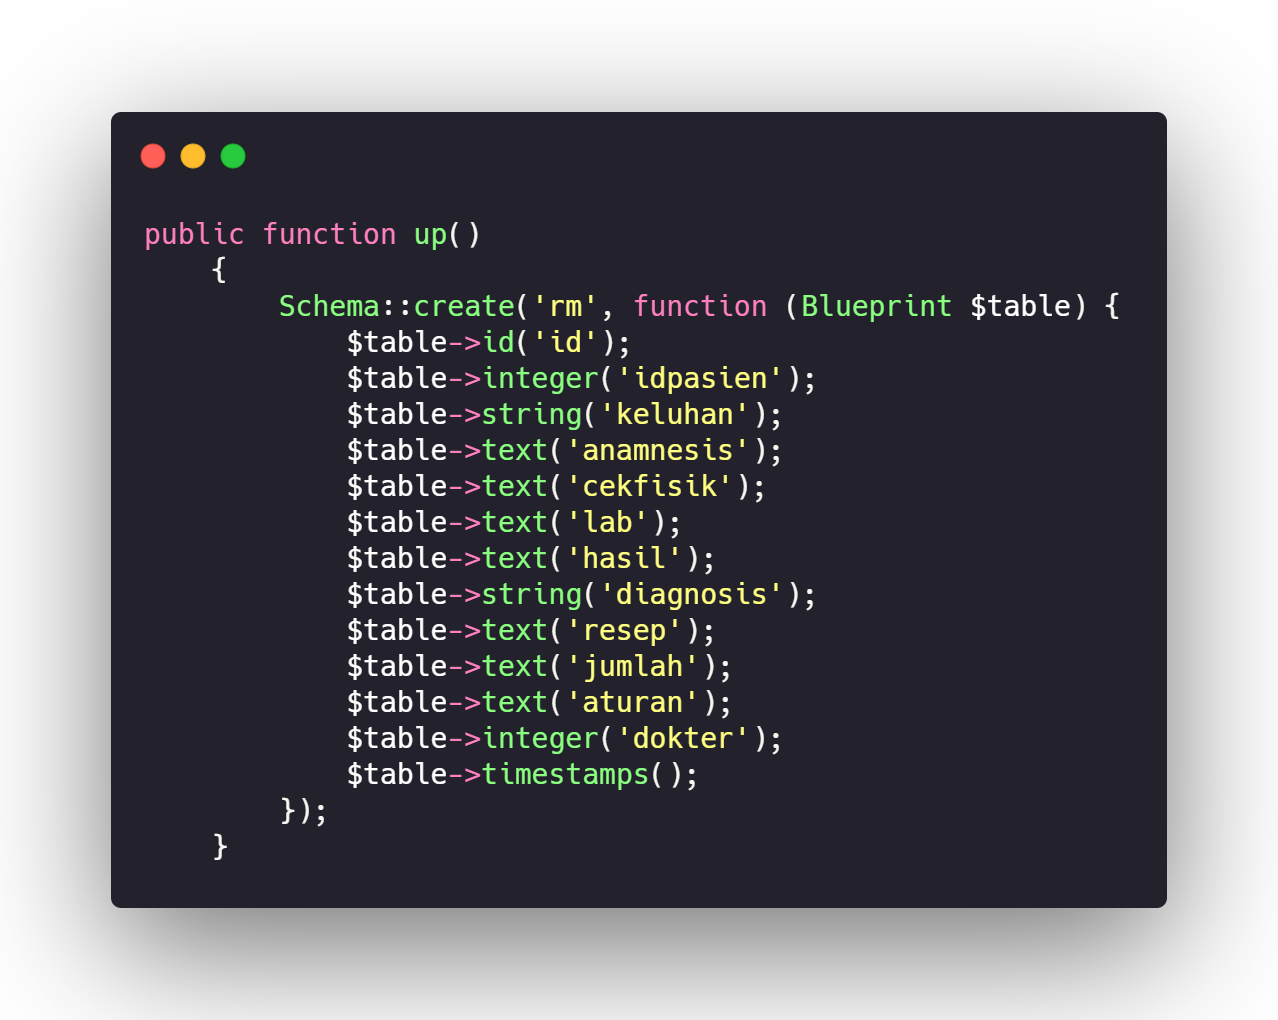 public function up()
    {
        Schema::create('rm', function (Blueprint $table) {
            $table->id('id');
            $table->integer('idpasien');
            $table->string('keluhan');
            $table->text('anamnesis');
            $table->text('cekfisik');
            $table->text('lab');
            $table->text('hasil');
            $table->string('diagnosis');
            $table->text('resep');
            $table->text('jumlah');
            $table->text('aturan');
            $table->integer('dokter');
            $table->timestamps();
        });
    }